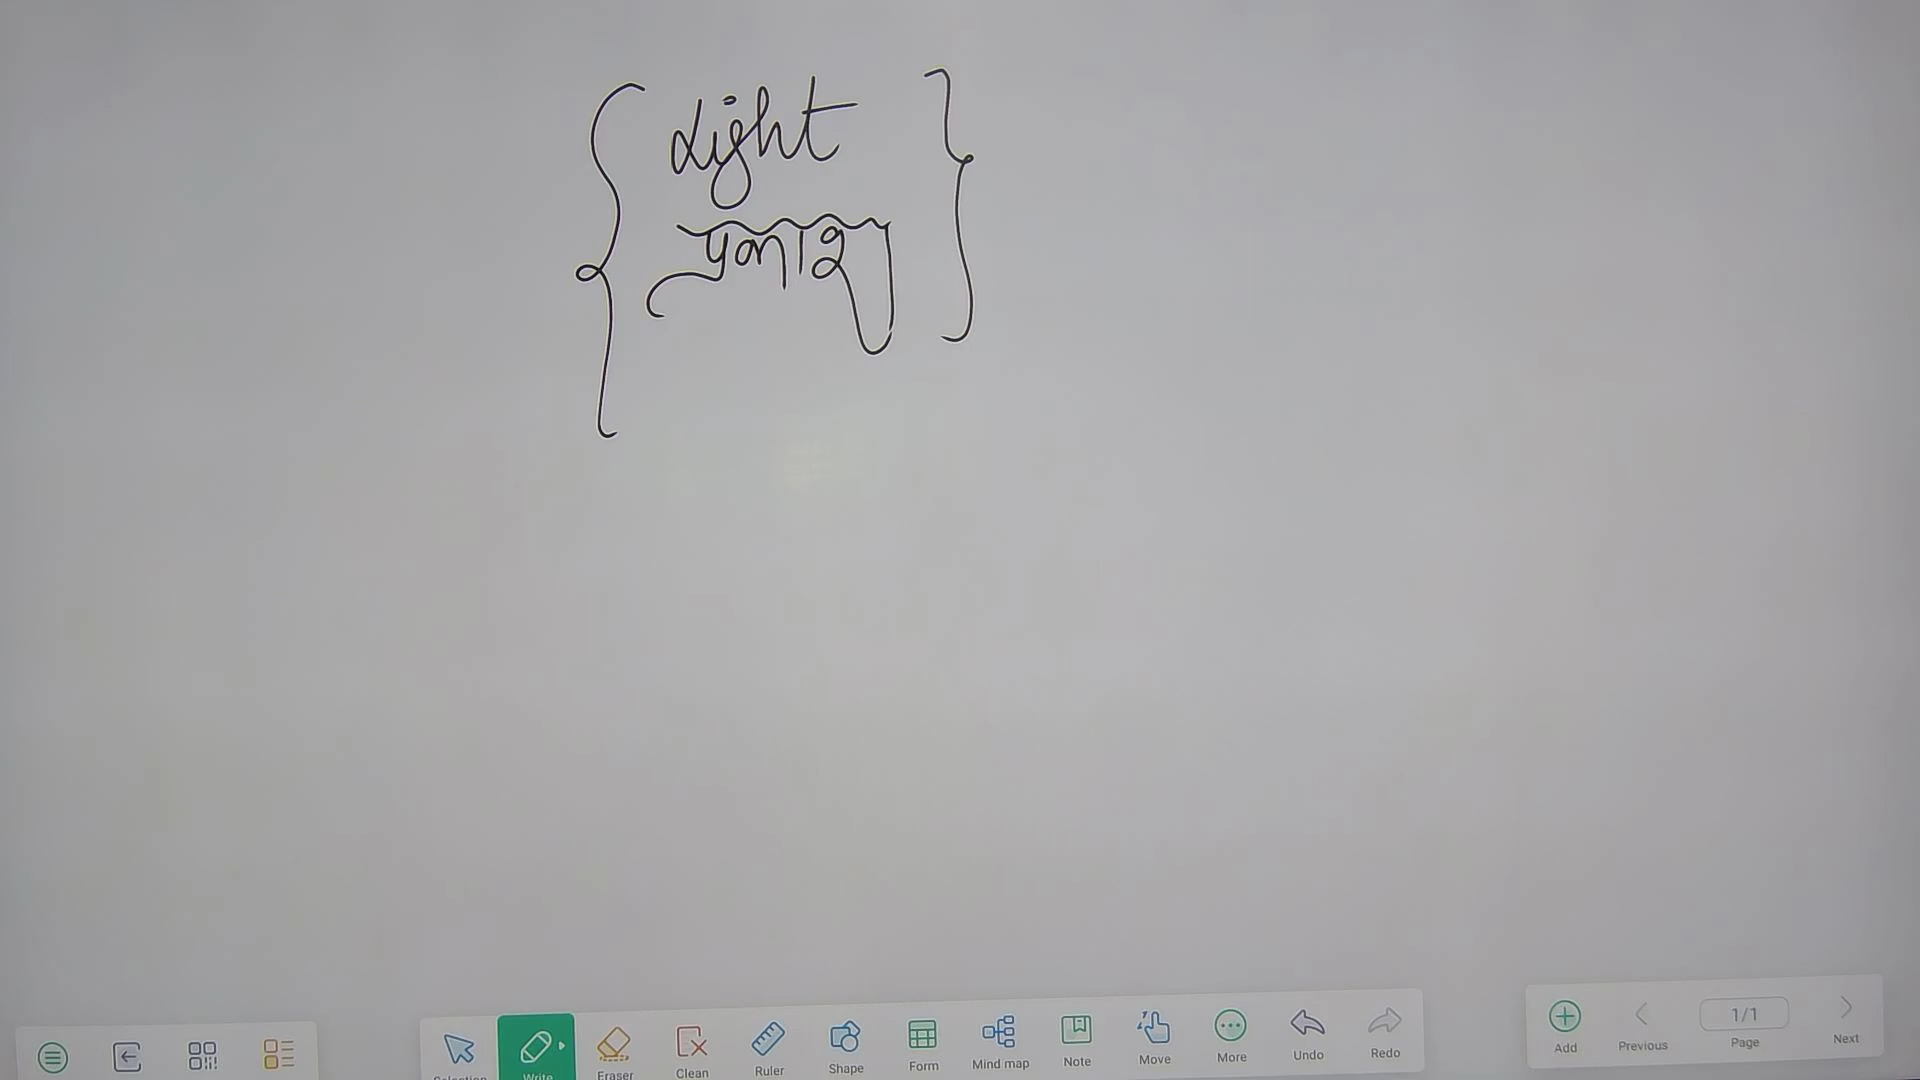 { Light }
प्रकाश
Selection Write Eraser Clean Ruler Shape Form Mind map Note Move More Undo Redo
Add Previous 1/1 Page Next